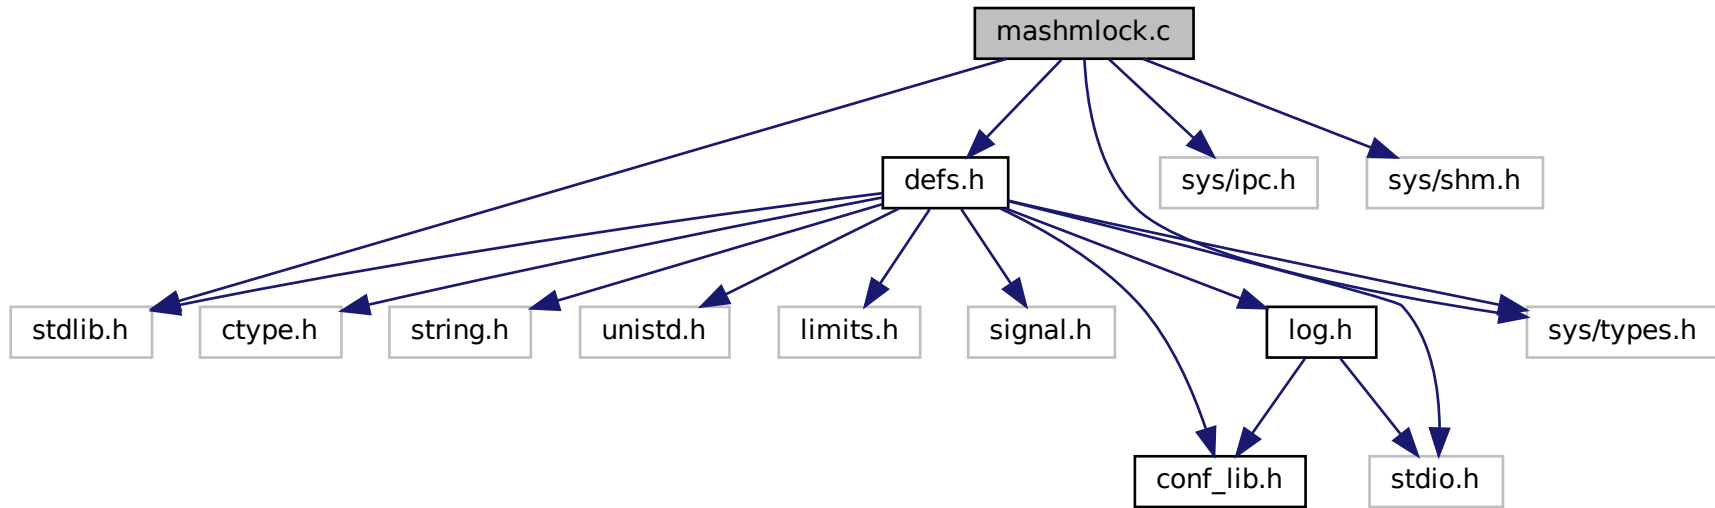 mashmlock.c
defs.h
sys/ipc.h
sys/shm.h
stdlib.h
ctype.h
string.h
unistd.h
limits.h
signal.h
log.h
sys/types.h
conf_lib.h
stdio.h